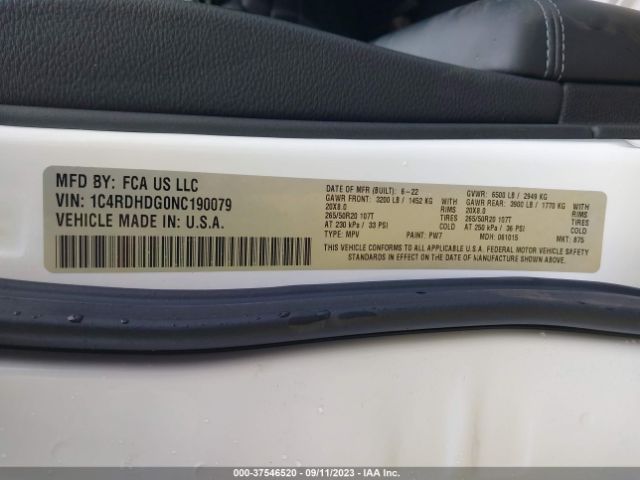 MFD BY: FCA US LLC
VIN: 1C4RDHDG0NC190079
VEHICLE MADE IN: U.S.A.
DATE OF MFR (BUILT): 6-22 GVWR: 6500 LB / 2949 KG
GAWR FRONT: 3200 LB / 1452 KG WITH GAWR REAR: 3900 LB / 1770 KG WITH
20X8.0 RIMS 20X8.0 RIMS
265/50R20 107T TIRES 265/50R20 107T TIRES
AT 230 kPa / 33 PSI COLD AT 250 kPa / 36 PSI COLD
TYPE: MPV PAINT: PW7 MDH: 061015 MKT: 875
THIS VEHICLE CONFORMS TO ALL APPLICABLE U.S.A. FEDERAL MOTOR VEHICLE SAFETY
STANDARDS IN EFFECT ON THE DATE OF MANUFACTURE SHOWN ABOVE.
000-37546520 - 09/11/2023 - IAA Inc.